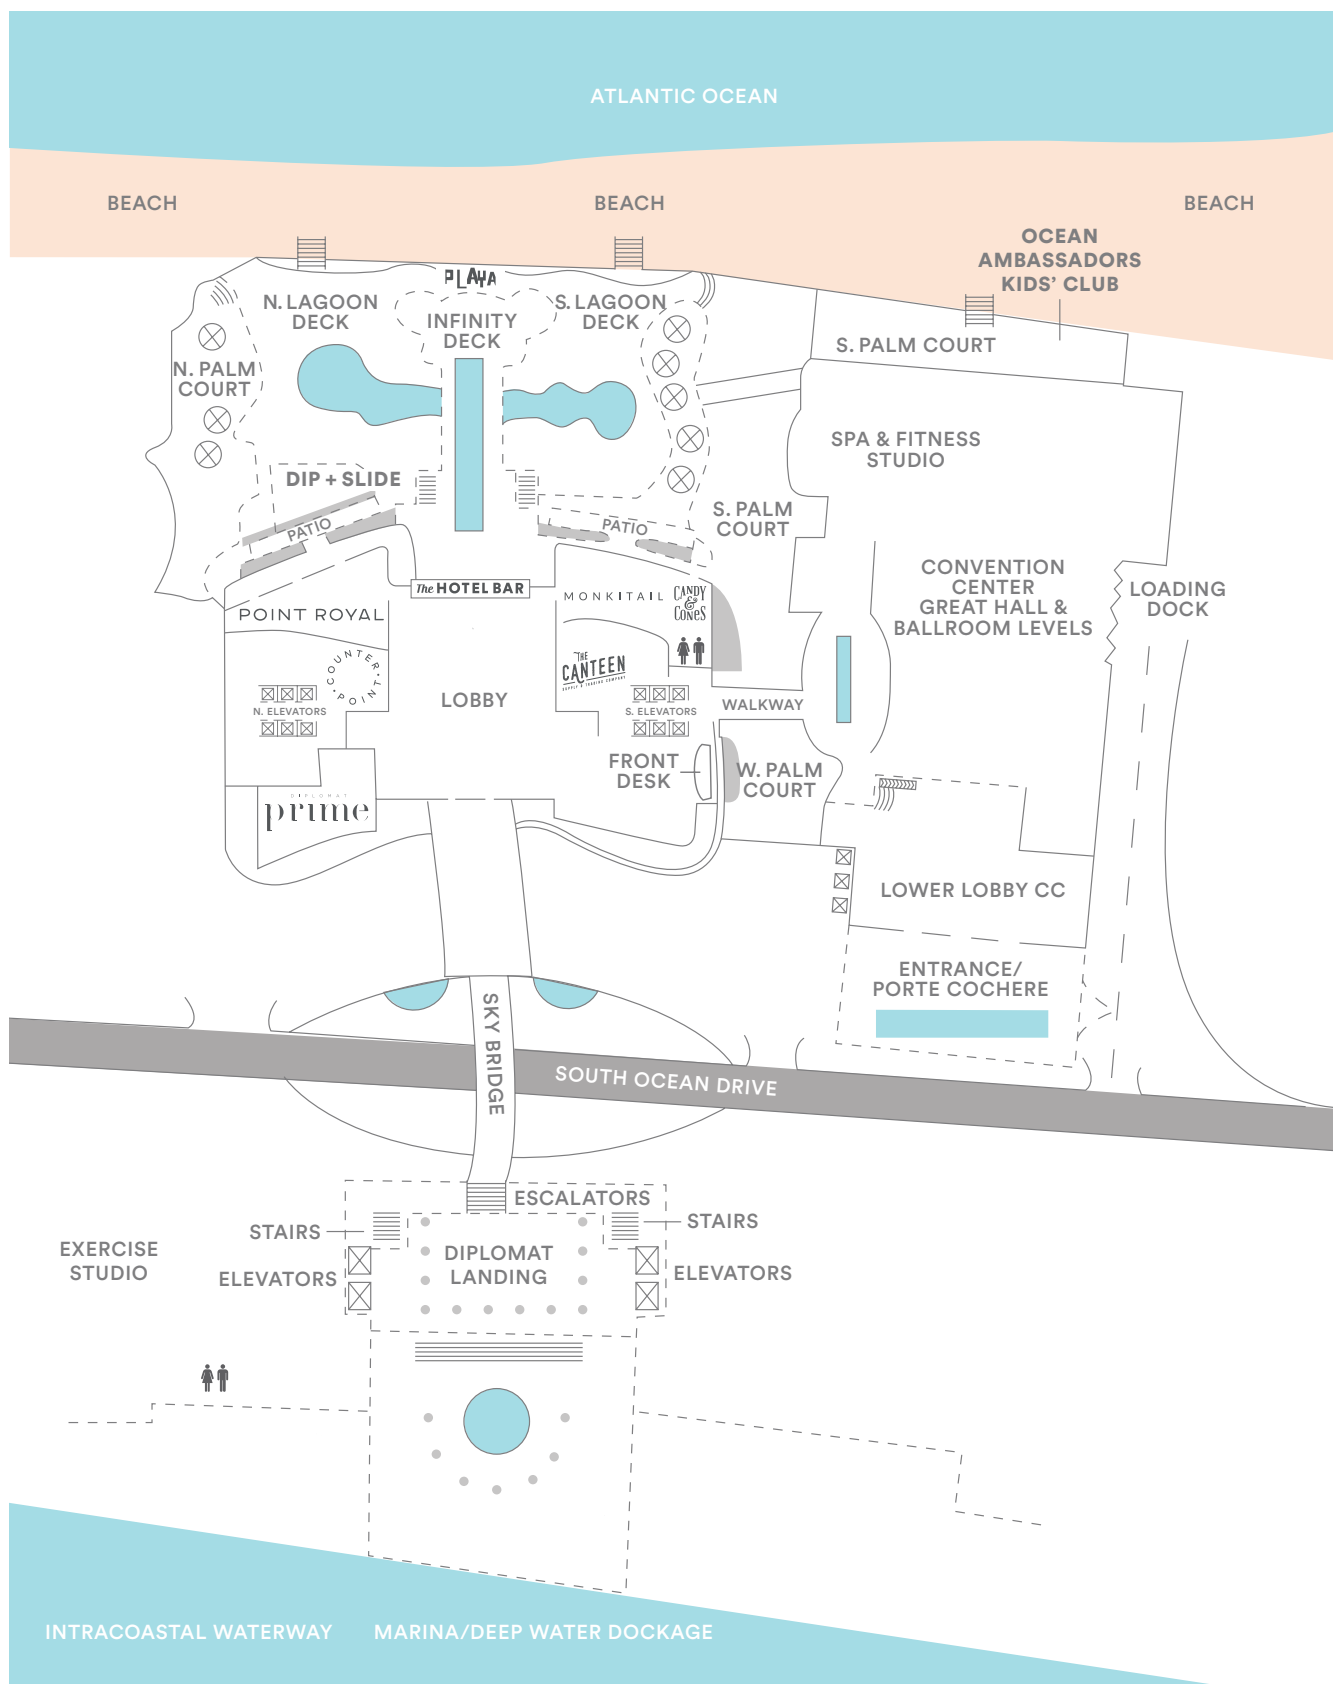 ATLANTIC OCEAN
BEACH
BEACH
BEACH
OCEAN
AMBASSADORS
KIDS' CLUB
PLAYA
N. LAGOON
DECK
INFINITY
DECK
S. LAGOON
DECK
S. PALM COURT
N. PALM
COURT
SPA & FITNESS
STUDIO
DIP + SLIDE
PATIO
PATIO
S. PALM
COURT
CONVENTION
CENTER
GREAT HALL &
BALLROOM LEVELS
LOADING
DOCK
The HOTEL BAR
MONKITAIL
CANDY
&
CONES
POINT ROYAL
COUNTER
·POINT·
THE
CANTEEN
SUPPLY & TRADING COMPANY
LOBBY
N. ELEVATORS
S. ELEVATORS
WALKWAY
FRONT
DESK
W. PALM
COURT
DIPLOMAT
prime
LOWER LOBBY CC
ENTRANCE/
PORTE COCHERE
SKY BRIDGE
SOUTH OCEAN DRIVE
ESCALATORS
STAIRS
STAIRS
EXERCISE
STUDIO
DIPLOMAT
LANDING
ELEVATORS
ELEVATORS
INTRACOASTAL WATERWAY
MARINA/DEEP WATER DOCKAGE